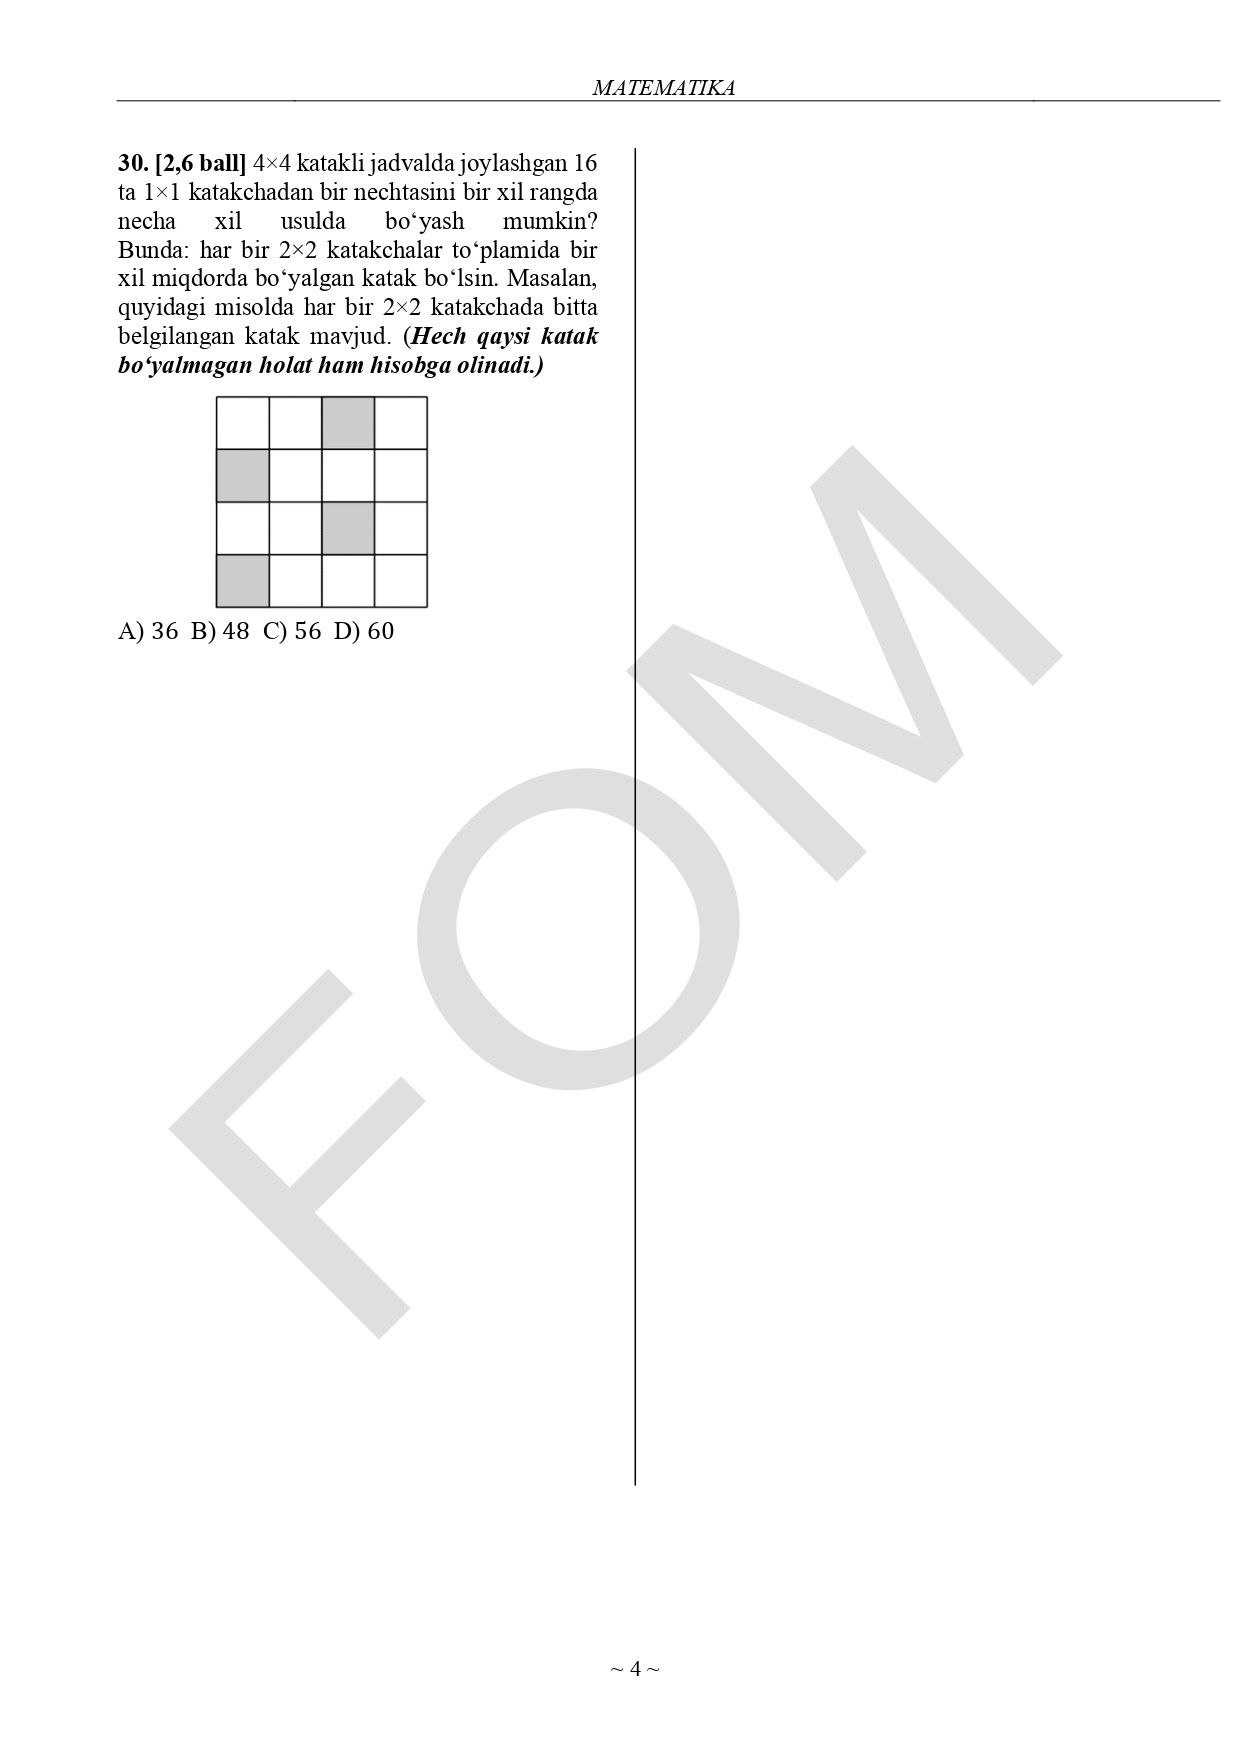 MATEMATIKA
30. [2,6 ball] 4×4 katakli jadvalda joylashgan 16
ta 1×1 katakchadan bir nechtasini bir xil rangda
necha xil usulda bo‘yash mumkin?
Bunda: har bir 2×2 katakchalar to‘plamida bir
xil miqdorda bo‘yalgan katak bo‘lsin. Masalan,
quyidagi misolda har bir 2×2 katakchada bitta
belgilangan katak mavjud. (Hech qaysi katak
bo‘yalmagan holat ham hisobga olinadi.)
A) 36 B) 48 C) 56 D) 60
FOM
~ 4 ~